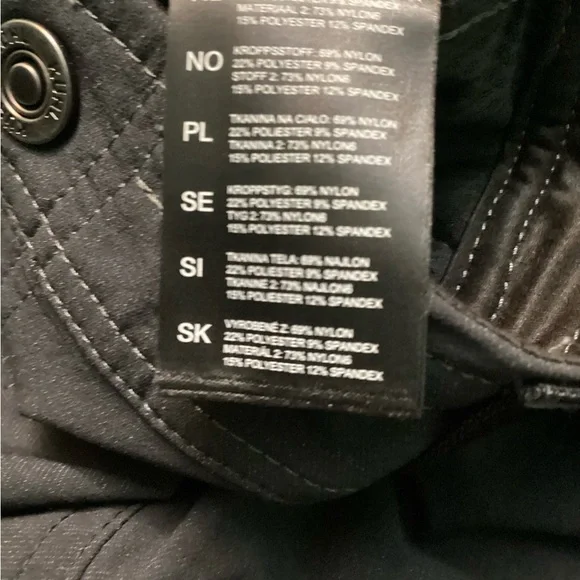 MATERIAAL 2: 73% NYLON6
15% POLYESTER 12% SPANDEX
NO
KROPPSSTOFF: 69% NYLON
22% POLYESTER 9% SPANDEX
STOFF 2: 73% NYLON6
15% POLYESTER 12% SPANDEX
PL
TKANINA NA CIAŁO: 69% NYLON
22% POLIESTER 9% SPANDEX
TKANINA 2: 73% NYLON6
15% POLIESTER 12% SPANDEX
SE
KROPPSTYG: 69% NYLON
22% POLYESTER 9% SPANDEX
TYG 2: 73% NYLON6
15% POLYESTER 12% SPANDEX
SI
TKANINA TELA: 69% NAJLON
22% POLYESTER 9% SPANDEX
TKANINE 2: 73% NAJLON6
15% POLYESTER 12% SPANDEX
SK
VYROBENÉ Z: 69% NYLON
22% POLYESTER 9% SPANDEX
MATERIÁL 2: 73% NYLON6
15% POLYESTER 12% SPANDEX